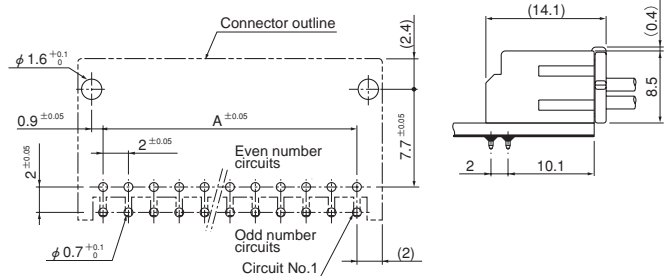 Connector outline
(2.4)
(14.1)
(0.4)
φ1.6 +0.1 0
8.5
0.9±0.05
A±0.05
7.7±0.05
2±0.05
Even number
circuits
2±0.05
2
10.1
Odd number
circuits
φ0.7+0.1 0
(2)
Circuit No.1